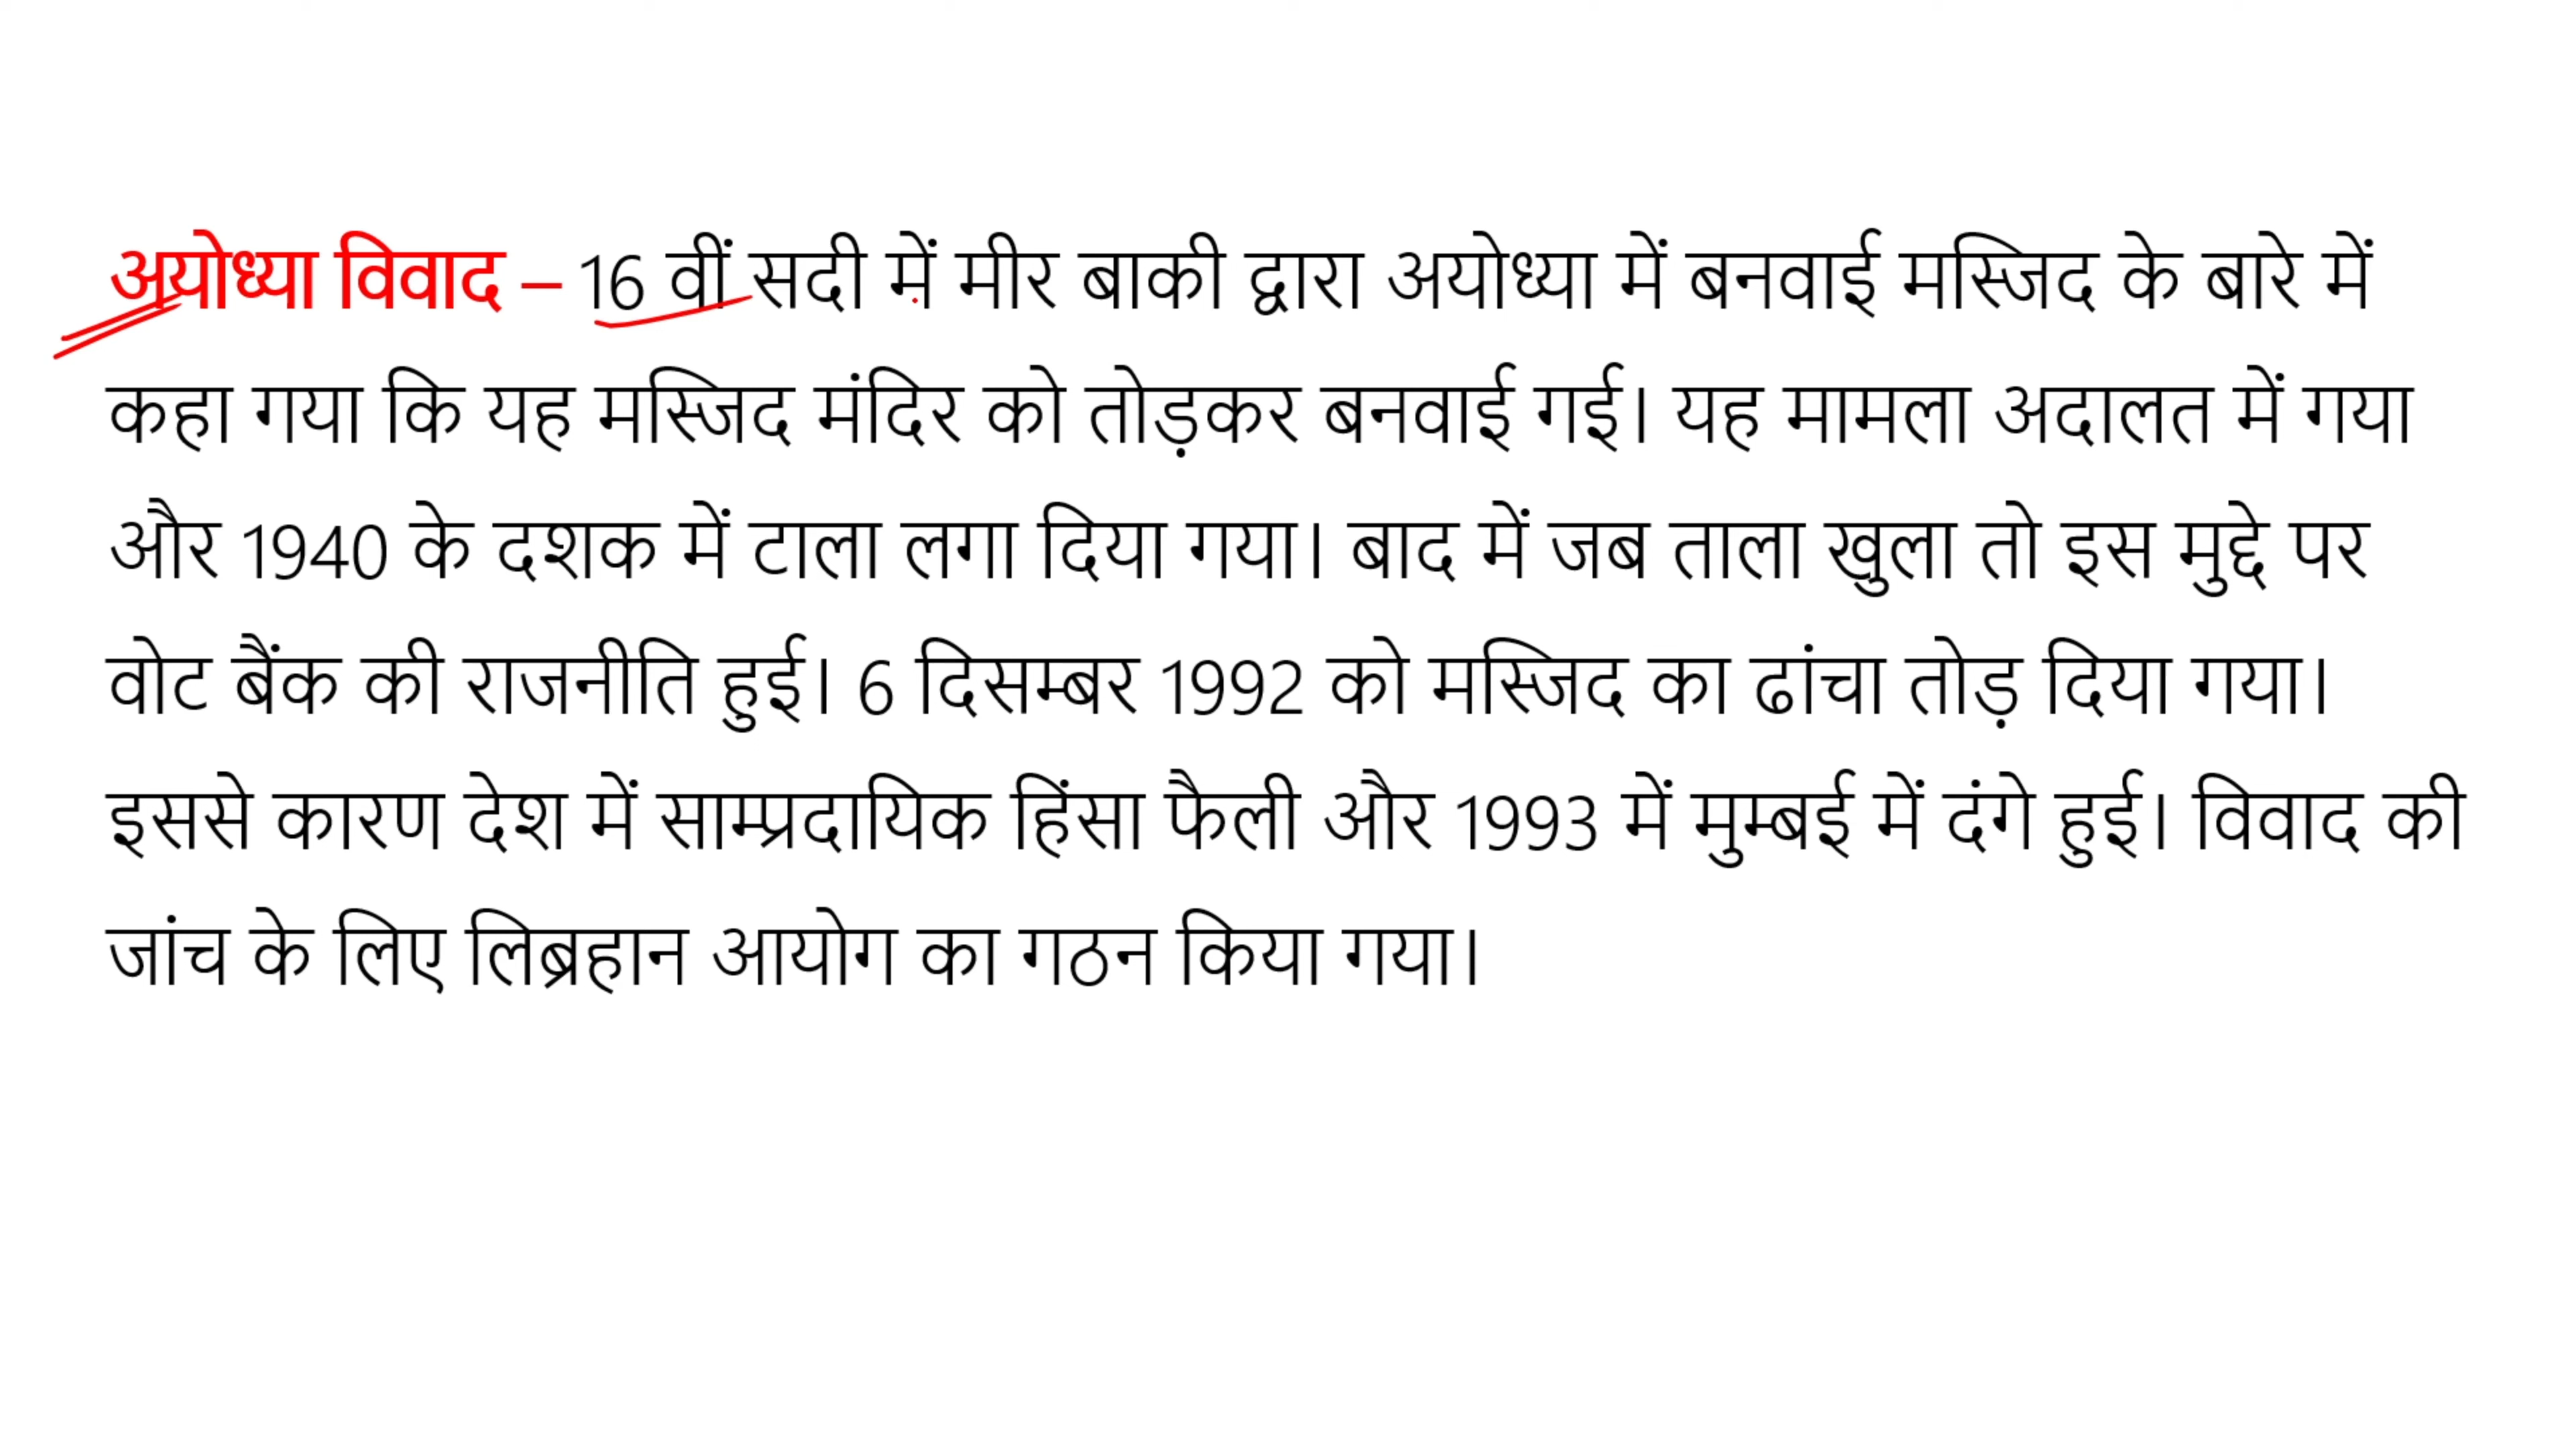 अयोध्या विवाद – 16 वीं सदी में मीर बाकी द्वारा अयोध्या में बनवाई मस्जिद के बारे में
कहा गया कि यह मस्जिद मंदिर को तोड़कर बनवाई गई। यह मामला अदालत में गया
और 1940 के दशक में टाला लगा दिया गया। बाद में जब ताला खुला तो इस मुद्दे पर
वोट बैंक की राजनीति हुई। 6 दिसम्बर 1992 को मस्जिद का ढांचा तोड़ दिया गया।
इससे कारण देश में साम्प्रदायिक हिंसा फैली और 1993 में मुम्बई में दंगे हुई। विवाद की
जांच के लिए लिब्रहान आयोग का गठन किया गया।